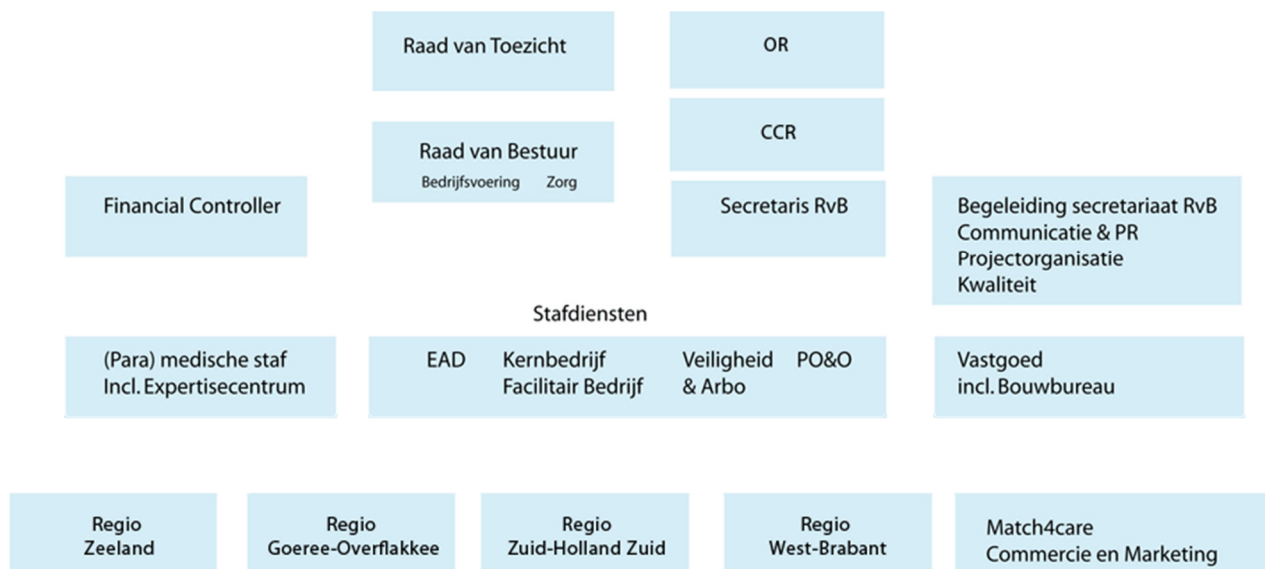 Raad van Toezicht
OR
CCR
Raad van Bestuur
Bedrijfsvoering Zorg
Financial Controller
Secretaris RvB
Begeleiding secretariaat RvB
Communicatie & PR
Projectorganisatie
Kwaliteit
Stafdiensten
(Para) medische staf
Incl. Expertisecentrum
EAD
Kernbedrijf
Facilitair Bedrijf
Veiligheid
& Arbo
PO&O
Vastgoed
incl. Bouwbureau
Regio
Zeeland
Regio
Goeree-Overflakkee
Regio
Zuid-Holland Zuid
Regio
West-Brabant
Match4care
Commercie en Marketing